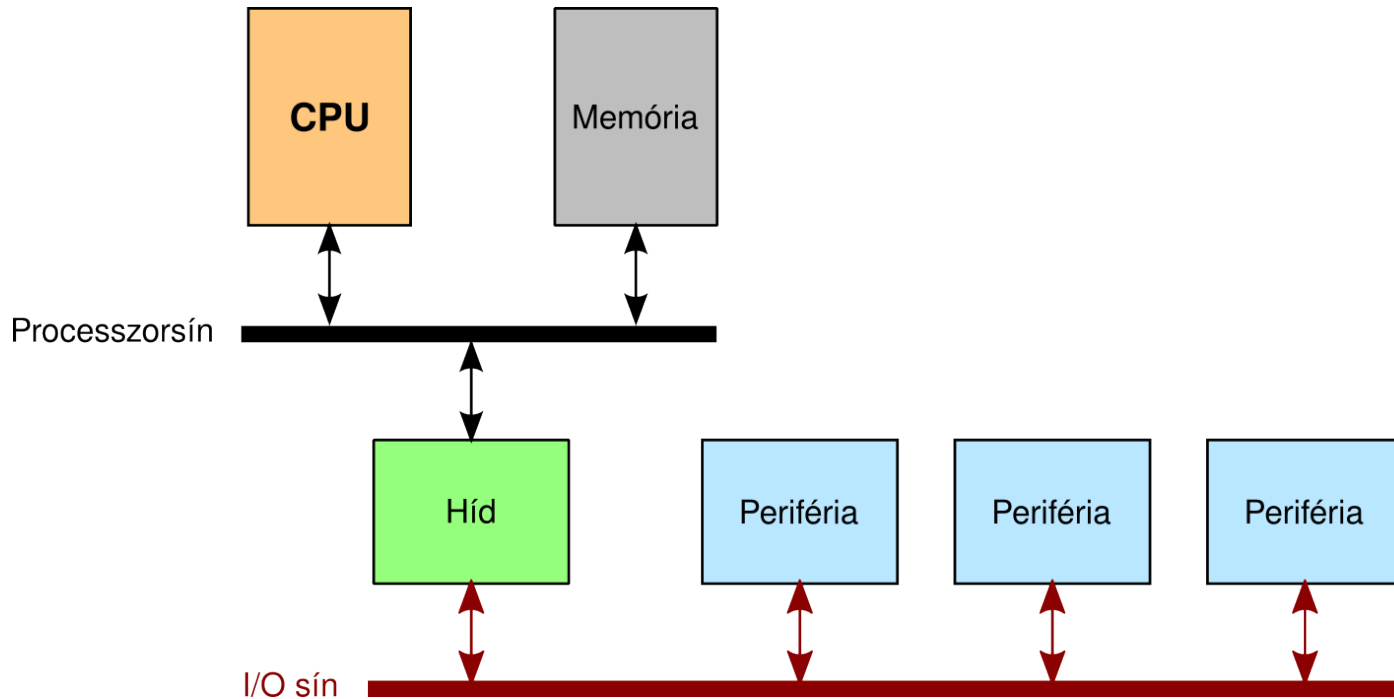 CPU
Memória
Processzorsín
Híd
Periféria
Periféria
Periféria
I/O sín